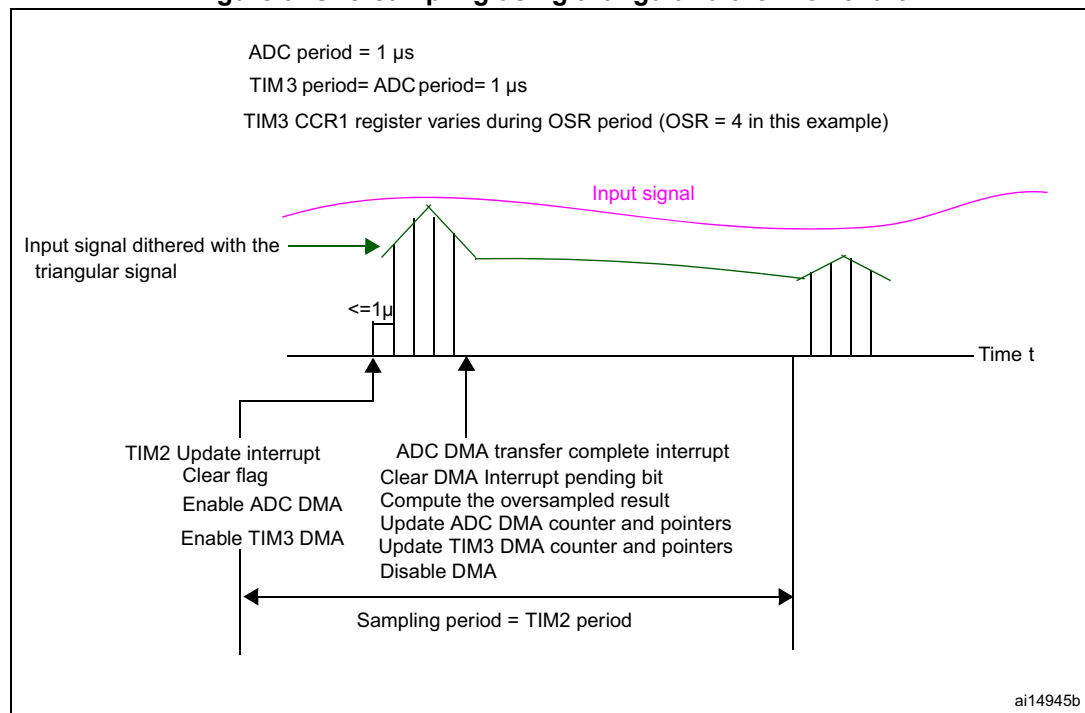 ADC period = 1 µs
TIM3 period= ADC period= 1 µs
TIM3 CCR1 register varies during OSR period (OSR = 4 in this example)
Input signal
Input signal dithered with the
triangular signal
<=1µ
Time t
TIM2 Update interrupt
Clear flag
Enable ADC DMA
Enable TIM3 DMA
ADC DMA transfer complete interrupt
Clear DMA Interrupt pending bit
Compute the oversampled result
Update ADC DMA counter and pointers
Update TIM3 DMA counter and pointers
Disable DMA
Sampling period = TIM2 period
ai14945b